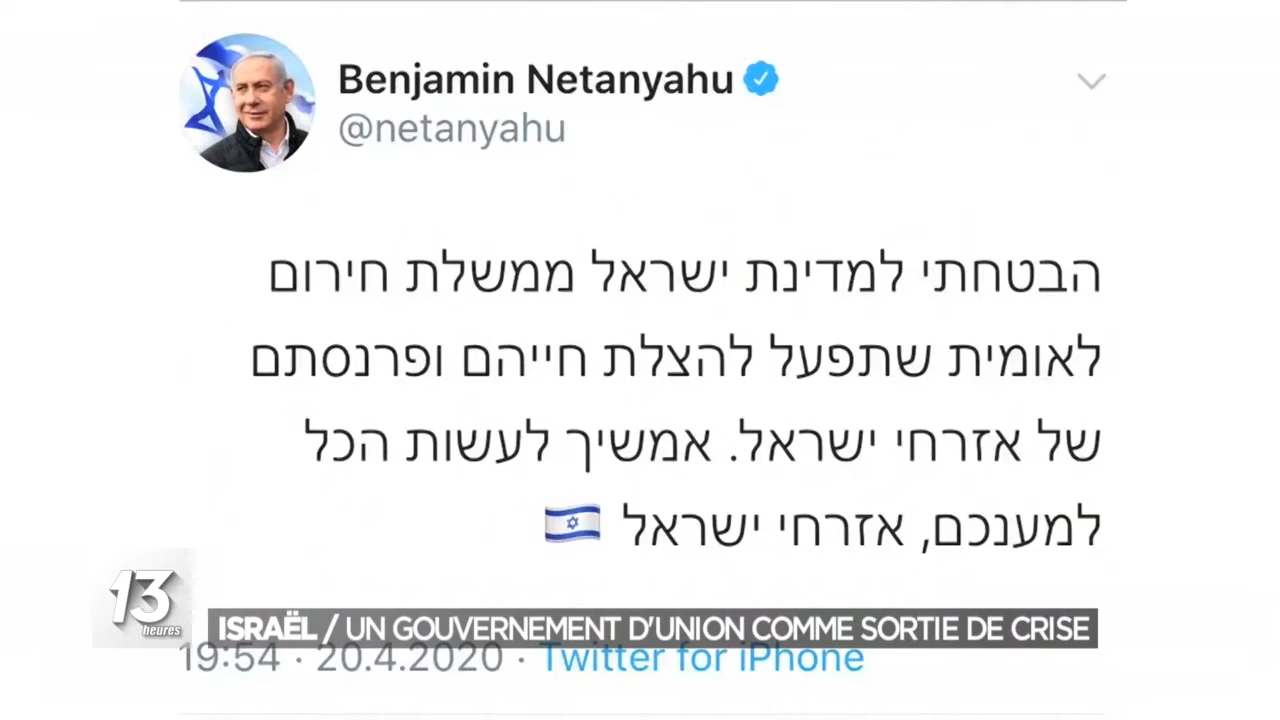 Benjamin Netanyahu
@netanyahu
הבטחתי למדינת ישראל ממשלת חירום
לאומית שתפעל להצלת חייהם ופרנסתם
של אזרחי ישראל. אמשיך לעשות הכל
למענכם, אזרחי ישראל 🇮🇱
13
heures
ISRAËL / UN GOUVERNEMENT D'UNION COMME SORTIE DE CRISE
19:54 · 20.4.2020 · Twitter for iPhone